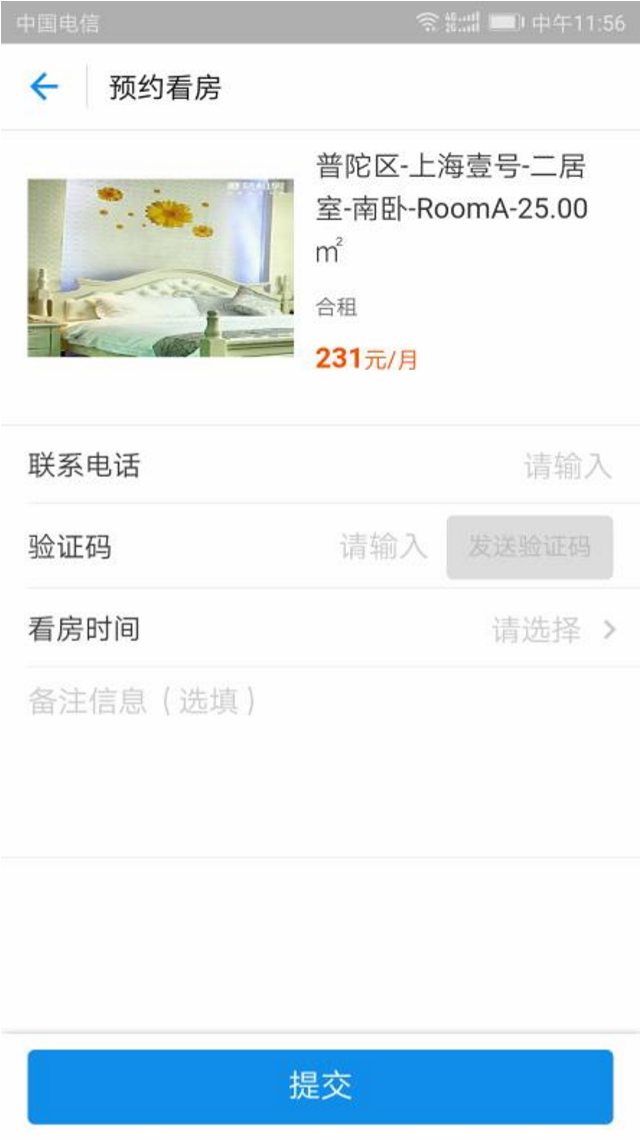 中国电信
中午11:56
预约看房
普陀区-上海壹号-二居
室-南卧-RoomA-25.00
㎡
合租
231元/月
联系电话 请输入
验证码 请输入 发送验证码
看房时间 请选择
备注信息（选填）
提交